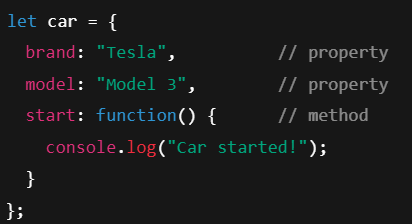 let car = {
  brand: "Tesla",          // property
  model: "Model 3",        // property
  start: function() {      // method
    console.log("Car started!");
  }
};